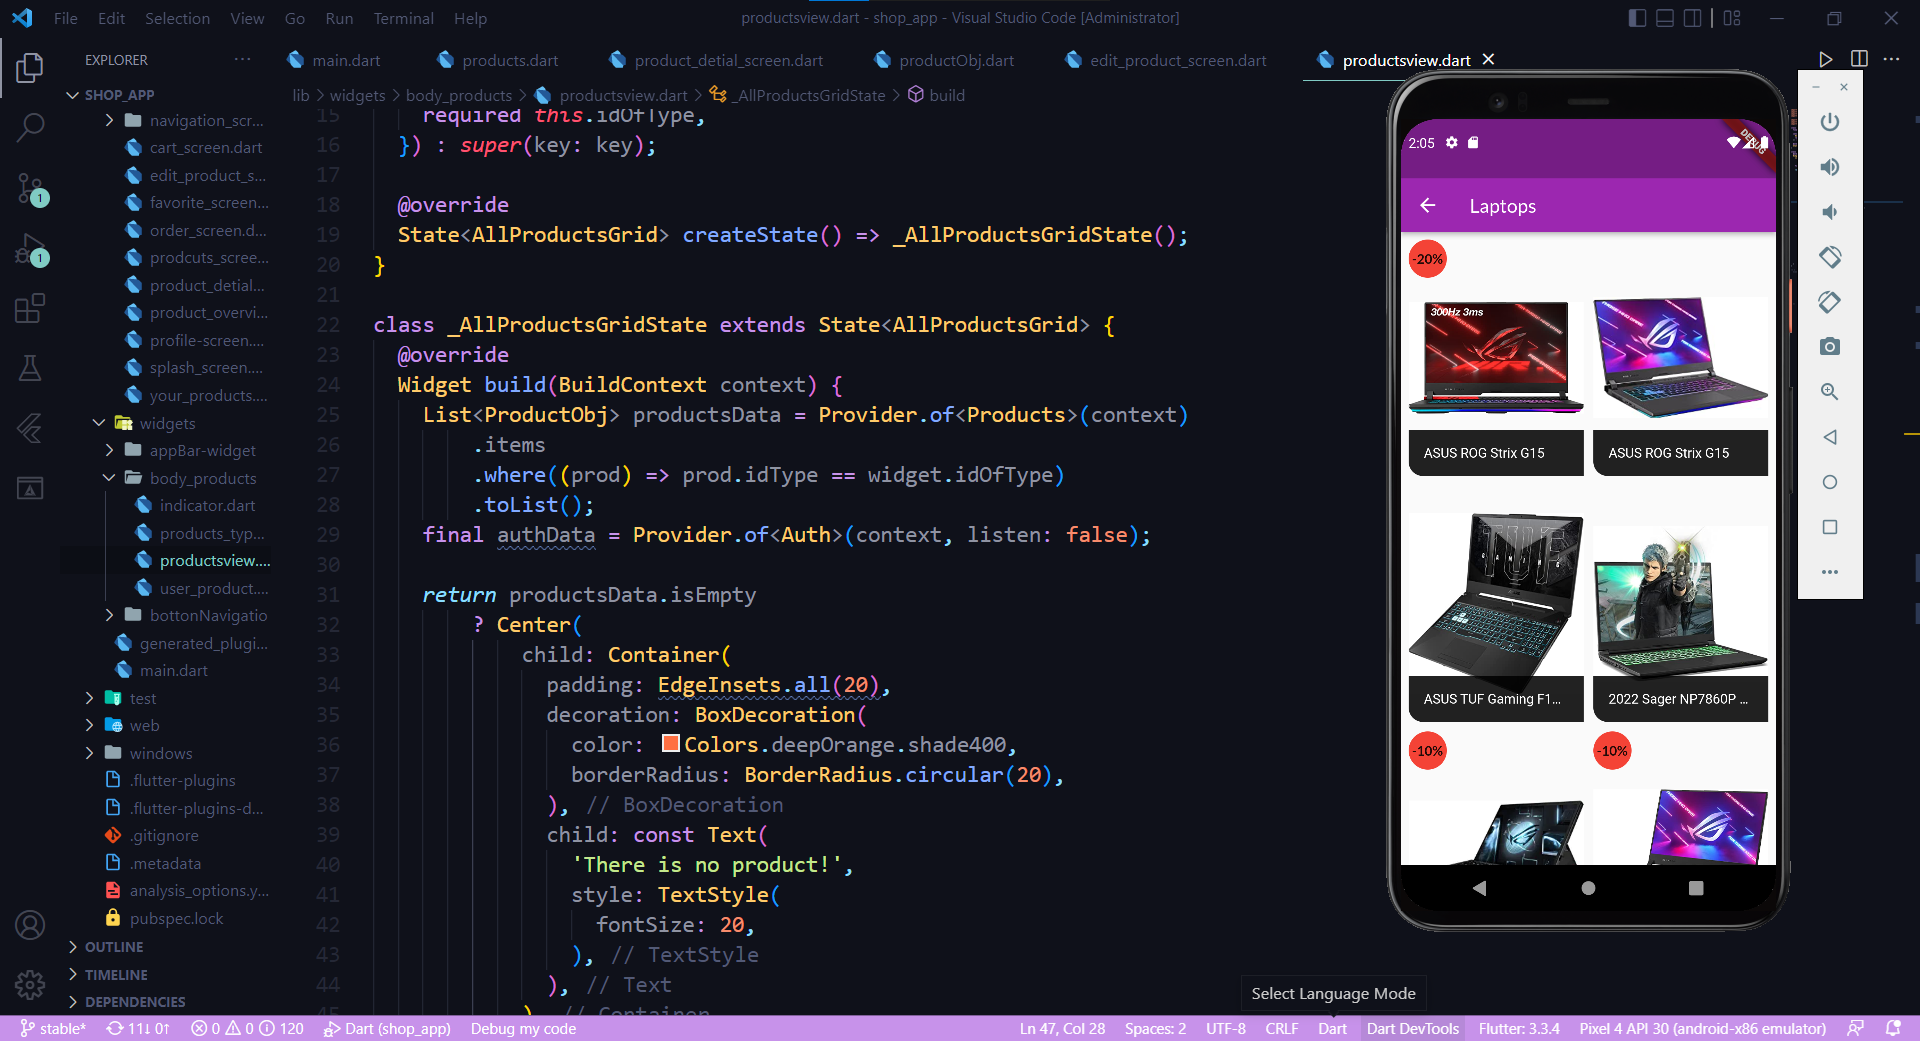 File Edit Selection View Go Run Terminal Help
productsview.dart - shop_app - Visual Studio Code [Administrator]
EXPLORER
SHOP_APP
navigation_scr...
cart_screen.dart
edit_product_s...
favorite_screen...
order_screen.d...
prodcuts_scree...
product_detial...
product_overvi...
profile-screen....
splash_screen....
your_products....
widgets
appBar-widget
body_products
indicator.dart
products_typ...
productsview....
user_product....
bottonNavigatio
generated_plugi...
main.dart
test
web
windows
.flutter-plugins
.flutter-plugins-d...
.gitignore
.metadata
analysis_options.y...
pubspec.lock
OUTLINE
TIMELINE
DEPENDENCIES
1
1
main.dart products.dart product_detial_screen.dart productObj.dart edit_product_screen.dart productsview.dart
lib > widgets > body_products > productsview.dart > _AllProductsGridState > build
15 required this.idOfType,
16 }) : super(key: key);
17
18 @override
19 State<AllProductsGrid> createState() => _AllProductsGridState();
20 }
21
22 class _AllProductsGridState extends State<AllProductsGrid> {
23 @override
24 Widget build(BuildContext context) {
25 List<ProductObj> productsData = Provider.of<Products>(context)
26 .items
27 .where((prod) => prod.idType == widget.idOfType)
28 .toList();
29 final authData = Provider.of<Auth>(context, listen: false);
30
31 return productsData.isEmpty
32 ? Center(
33 child: Container(
34 padding: EdgeInsets.all(20),
35 decoration: BoxDecoration(
36 color: Colors.deepOrange.shade400,
37 borderRadius: BorderRadius.circular(20),
38 ), // BoxDecoration
39 child: const Text(
40 'There is no product!',
41 style: TextStyle(
42 fontSize: 20,
43 ), // TextStyle
44 ), // Text
45 ), // Container
2:05
DEBUG
Laptops
-20%
300Hz 3ms
ASUS ROG Strix G15
ASUS ROG Strix G15
TUF
ASUS TUF Gaming F1...
2022 Sager NP7860P ...
-10%
-10%
Select Language Mode
stable* 11↓ 0↑ 0 0 120 Dart (shop_app) Debug my code
Ln 47, Col 28 Spaces: 2 UTF-8 CRLF Dart Dart DevTools Flutter: 3.3.4 Pixel 4 API 30 (android-x86 emulator)